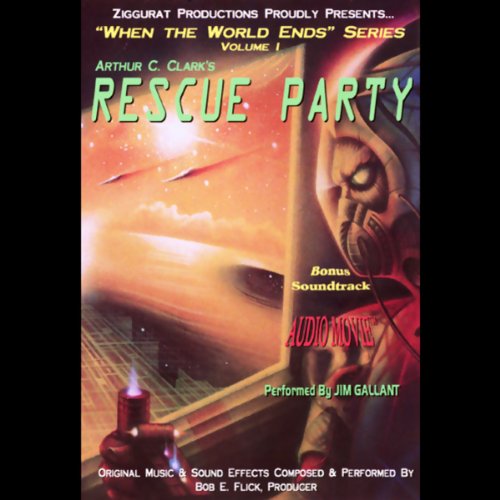 Ziggurat Productions Proudly Presents...
"When the World Ends" Series
Volume I
Arthur C. Clark's
RESCUE PARTY
Bonus
Soundtrack
AUDIO MOVIE™
Performed By JIM GALLANT
Original Music & Sound Effects Composed & Performed By
Bob E. Flick, Producer